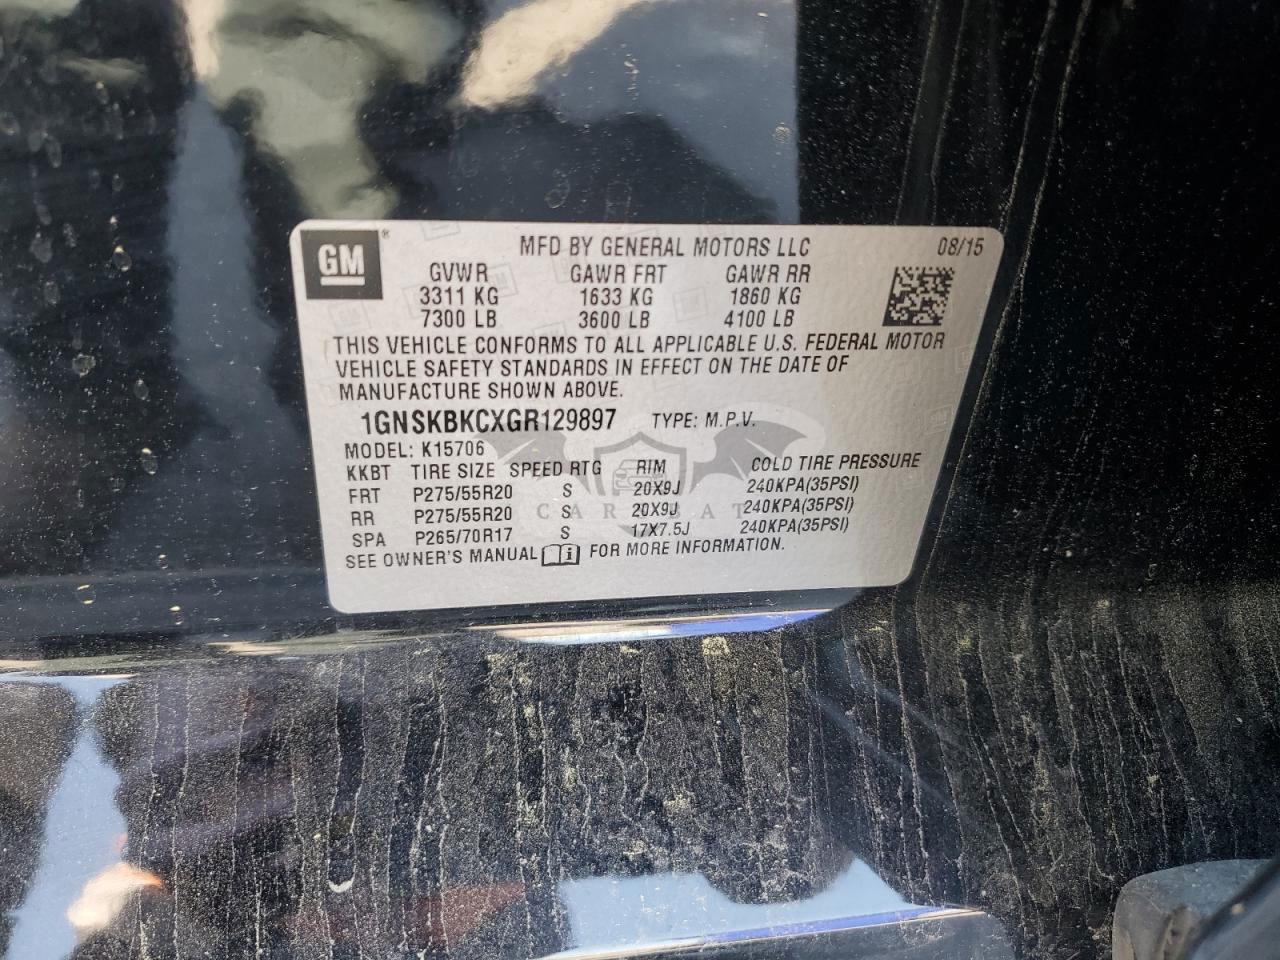 GM® MFD BY GENERAL MOTORS LLC 08/15
GVWR GAWR FRT GAWR RR
3311 KG 1633 KG 1860 KG
7300 LB 3600 LB 4100 LB
THIS VEHICLE CONFORMS TO ALL APPLICABLE U.S. FEDERAL MOTOR
VEHICLE SAFETY STANDARDS IN EFFECT ON THE DATE OF
MANUFACTURE SHOWN ABOVE.
1GNSKBKCXGR129897 TYPE: M.P.V.
MODEL: K15706
KKBT TIRE SIZE SPEED RTG RIM COLD TIRE PRESSURE
FRT P275/55R20 S 20X9J 240KPA(35PSI)
RR P275/55R20 S 20X9J 240KPA(35PSI)
CAR BAT
SPA P265/70R17 S 17X7.5J 240KPA(35PSI)
SEE OWNER'S MANUAL FOR MORE INFORMATION.